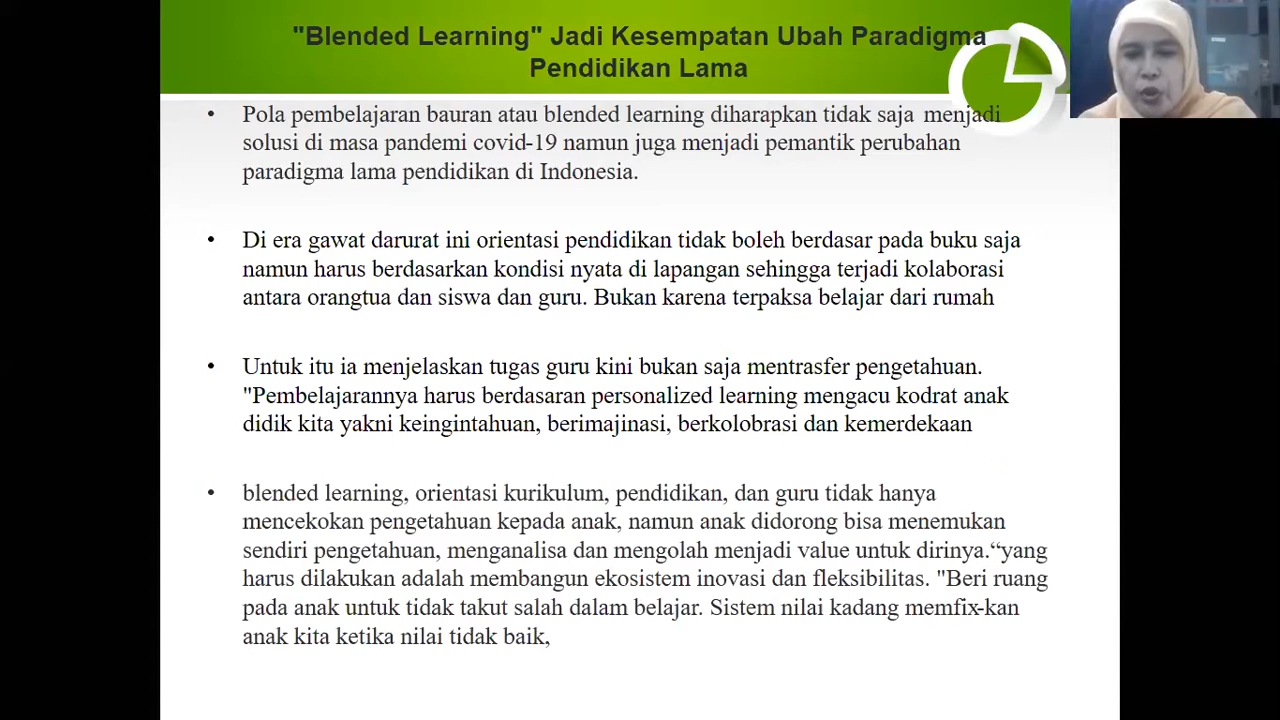 "Blended Learning" Jadi Kesempatan Ubah Paradigma
Pendidikan Lama
• Pola pembelajaran bauran atau blended learning diharapkan tidak saja menjadi
solusi di masa pandemi covid-19 namun juga menjadi pemantik perubahan
paradigma lama pendidikan di Indonesia.
• Di era gawat darurat ini orientasi pendidikan tidak boleh berdasar pada buku saja
namun harus berdasarkan kondisi nyata di lapangan sehingga terjadi kolaborasi
antara orangtua dan siswa dan guru. Bukan karena terpaksa belajar dari rumah
• Untuk itu ia menjelaskan tugas guru kini bukan saja mentrasfer pengetahuan.
"Pembelajarannya harus berdasaran personalized learning mengacu kodrat anak
didik kita yakni keingintahuan, berimajinasi, berkolobrasi dan kemerdekaan
• blended learning, orientasi kurikulum, pendidikan, dan guru tidak hanya
mencekokan pengetahuan kepada anak, namun anak didorong bisa menemukan
sendiri pengetahuan, menganalisa dan mengolah menjadi value untuk dirinya.“yang
harus dilakukan adalah membangun ekosistem inovasi dan fleksibilitas. "Beri ruang
pada anak untuk tidak takut salah dalam belajar. Sistem nilai kadang memfix-kan
anak kita ketika nilai tidak baik,